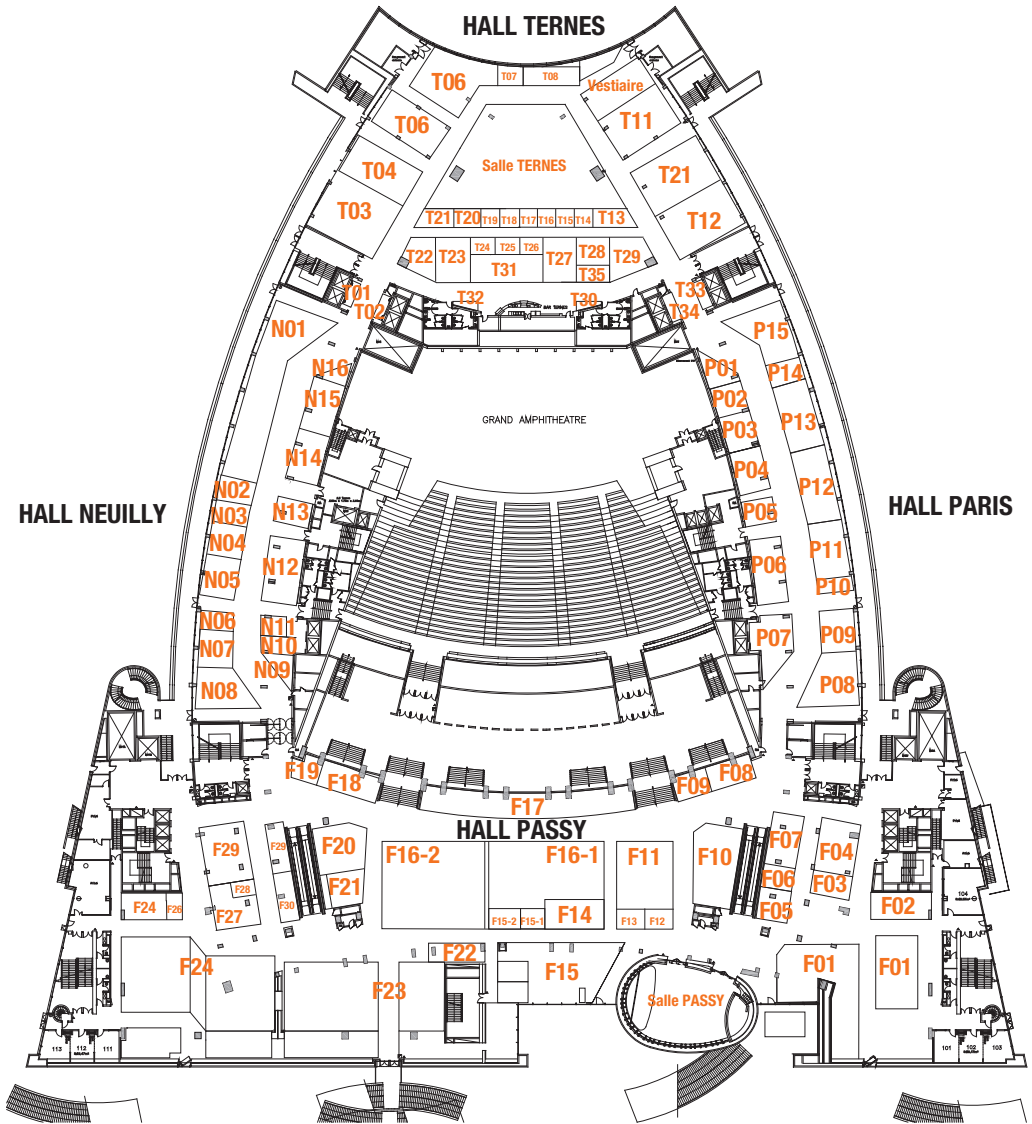 HALL TERNES
T06
T07
T08
Vestiaire
T06
T11
Salle TERNES
T04
T21
T03
T12
T21
T20
T19
T18
T17
T16
T15
T14
T13
T22
T23
T24
T25
T26
T27
T28
T29
T31
T35
T01
T02
T32
BAR TERNES
T30
T33
T34
N01
P15
N16
P01
P14
N15
P02
P13
GRAND AMPHITHEATRE
P03
N14
P04
N02
P12
HALL NEUILLY
HALL PARIS
N03
N13
P05
N04
P11
N12
P06
N05
P10
N06
N11
P09
N07
N10
P07
N09
N08
P08
F19
F18
F17
F09
F08
HALL PASSY
F29
F29
F20
F16-2
F16-1
F11
F10
F07
F04
F28
F21
F06
F03
F24
F26
F27
F30
F15-2
F15-1
F14
F13
F12
F05
F02
104
F22
F24
F23
F15
Salle PASSY
F01
F01
113
112
111
101
102
103